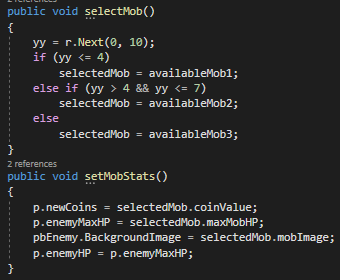 2 references
public void selectMob()
{
yy = r.Next(0, 10);
if (yy <= 4)
selectedMob = availableMob1;
else if (yy > 4 && yy <= 7)
selectedMob = availableMob2;
else
selectedMob = availableMob3;
}
2 references
public void setMobStats()
{
p.newCoins = selectedMob.coinValue;
p.enemyMaxHP = selectedMob.maxMobHP;
pbEnemy.BackgroundImage = selectedMob.mobImage;
p.enemyHP = p.enemyMaxHP;
}